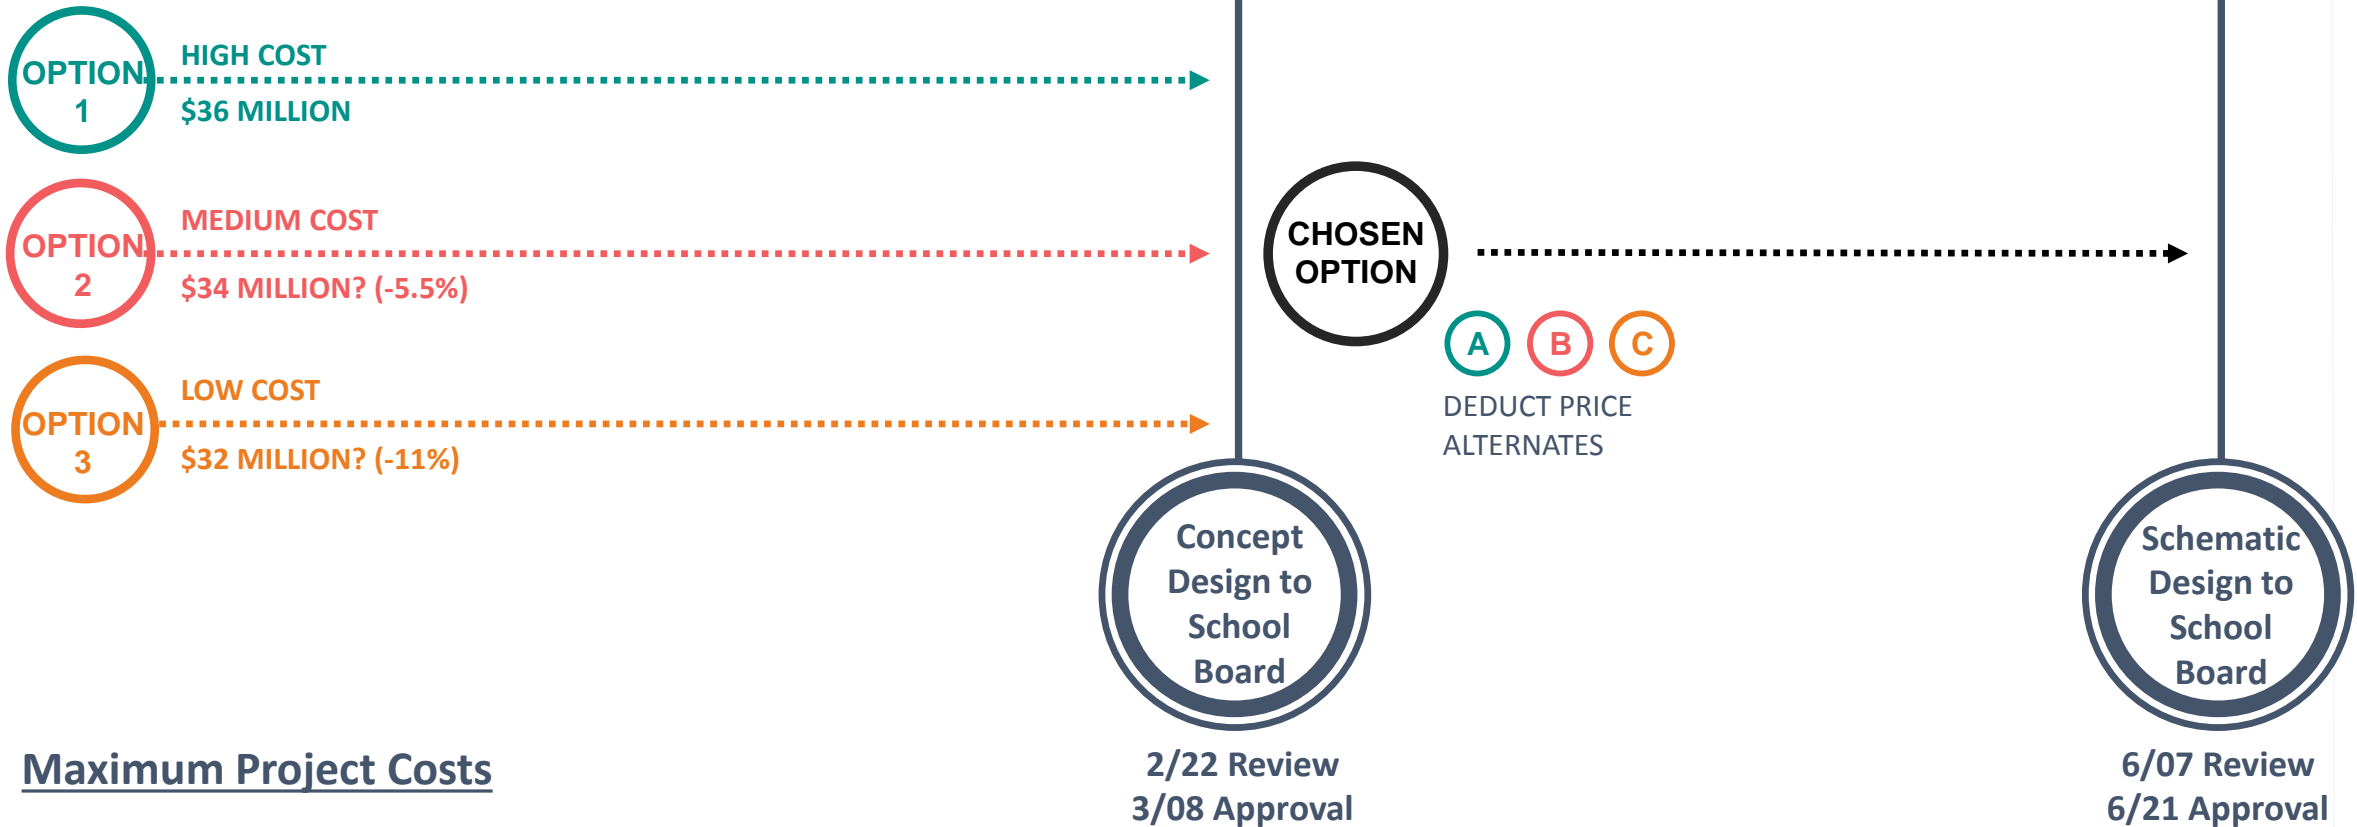 OPTION
1
HIGH COST
$36 MILLION
OPTION
2
MEDIUM COST
$34 MILLION? (-5.5%)
OPTION
3
LOW COST
$32 MILLION? (-11%)
CHOSEN
OPTION
A B C
DEDUCT PRICE
ALTERNATES
Concept
Design to
School
Board
2/22 Review
3/08 Approval
Schematic
Design to
School
Board
6/07 Review
6/21 Approval
Maximum Project Costs